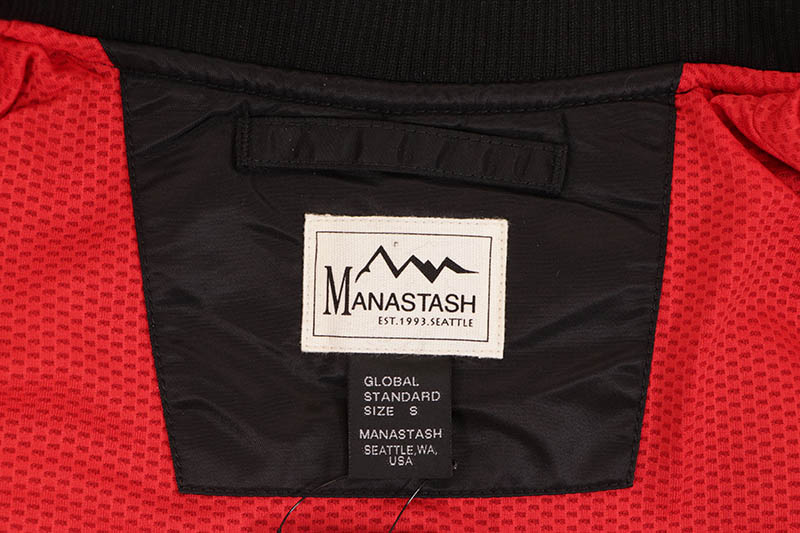 MANASTASH
EST.1993.SEATTLE
GLOBAL
STANDARD
SIZE S
MANASTASH
SEATTLE,WA,
USA